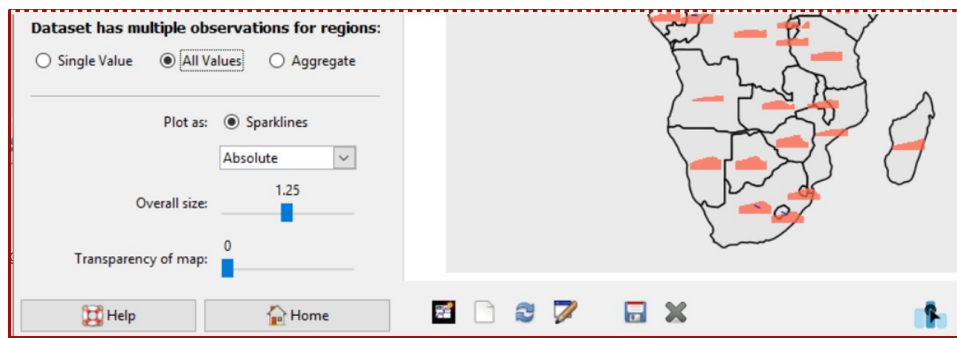 Dataset has multiple observations for regions:
Single Value All Values Aggregate
Plot as: Sparklines
Absolute
1.25
Overall size:
0
Transparency of map:
Help Home